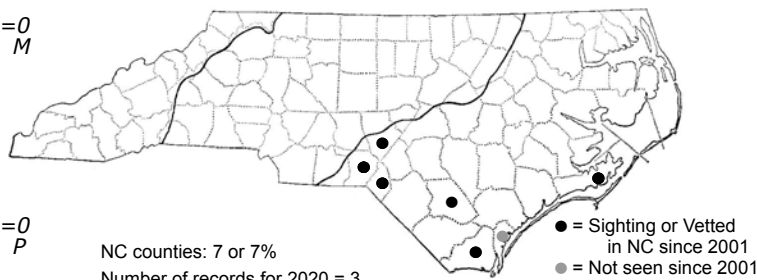 =0
M
=0
P
NC counties: 7 or 7%
Number of records for 2020 = 3
● = Sighting or Vetted
in NC since 2001
● = Not seen since 2001